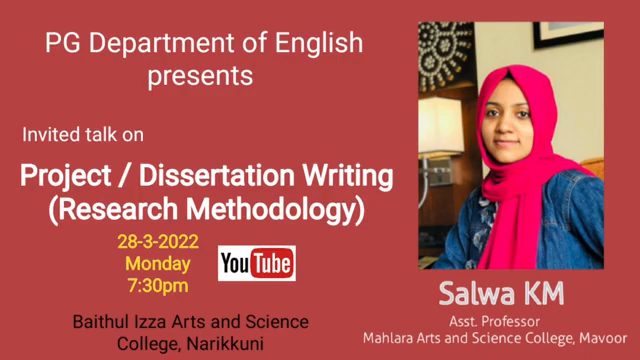 PG Department of English
presents
Invited talk on
Project / Dissertation Writing
(Research Methodology)
28-3-2022
Monday
7:30pm
YouTube
Baithul Izza Arts and Science
College, Narikkuni
Salwa KM
Asst. Professor
Mahlara Arts and Science College, Mavoor